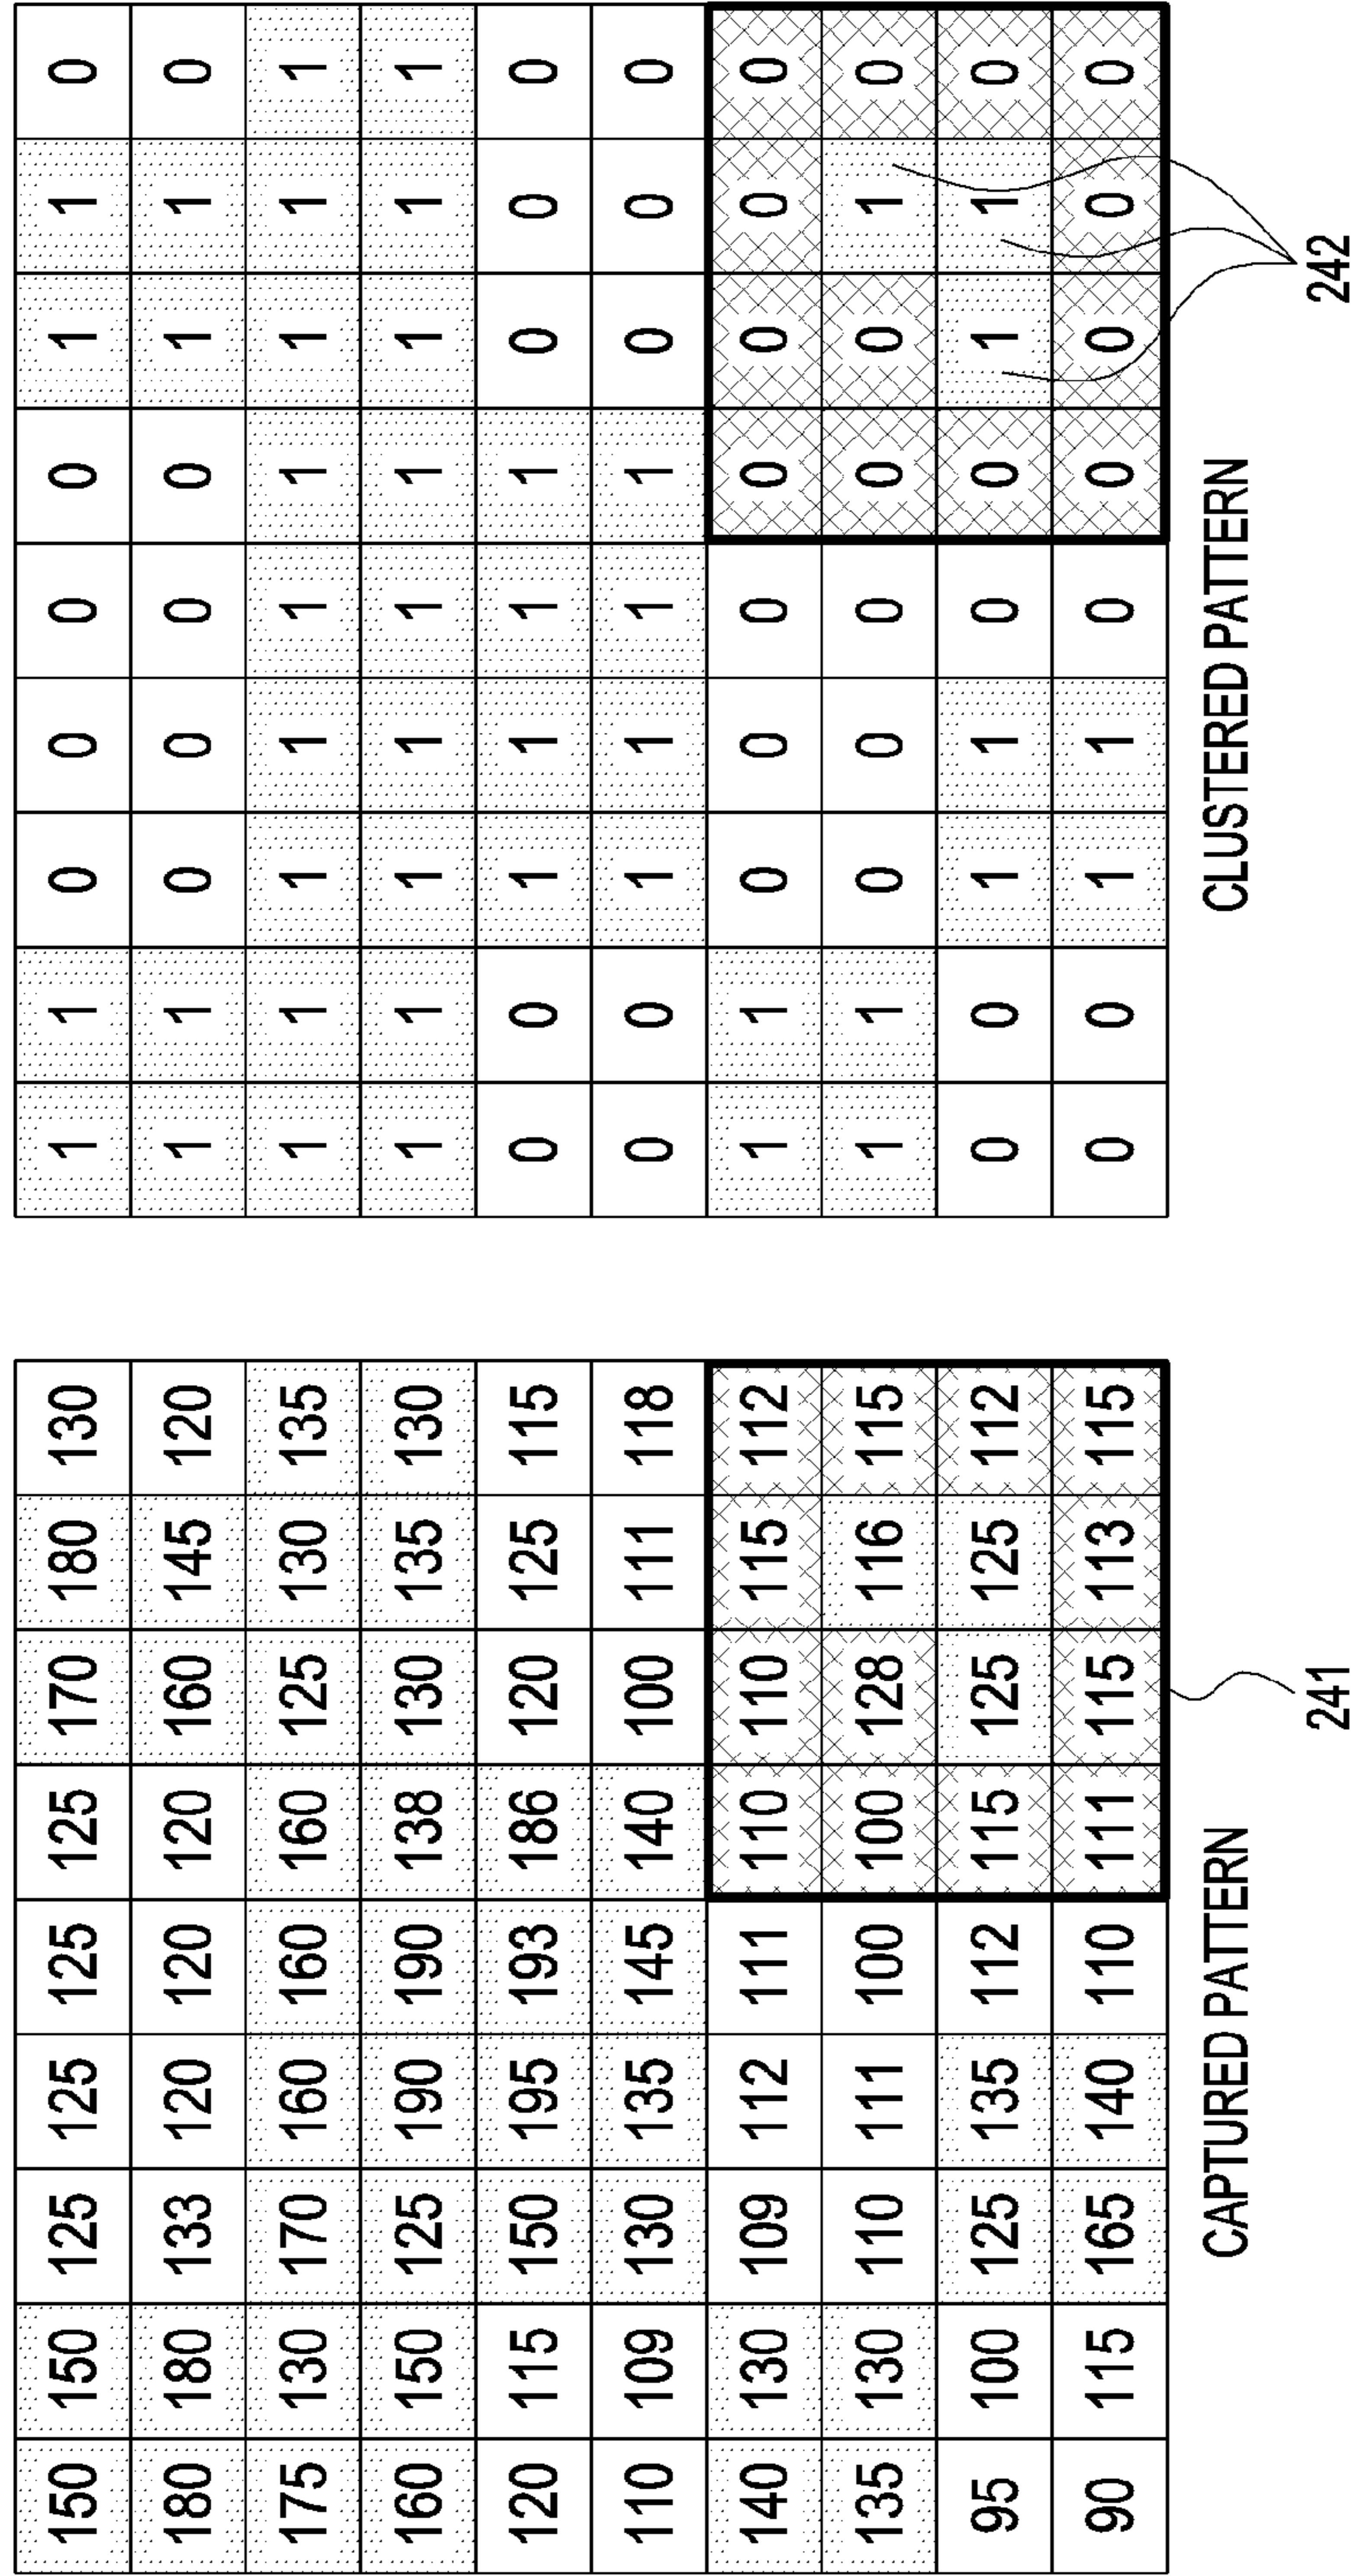 150 150 125 125 125 125 170 180 130
180 180 133 120 120 120 160 145 120
175 130 170 160 160 160 125 130 135
160 150 125 190 190 138 130 135 130
120 115 150 195 193 186 120 125 115
110 109 130 135 145 140 100 111 118
140 130 109 112 111 110 110 115 112
135 130 110 111 100 100 128 116 115
95 100 125 135 112 115 125 125 112
90 115 165 140 110 111 115 113 115
CAPTURED PATTERN
241
1 1 0 0 0 0 1 1 0
1 1 0 0 0 0 1 1 0
1 1 1 1 1 1 1 1 1
1 1 1 1 1 1 1 1 1
0 0 1 1 1 1 0 0 0
0 0 1 1 1 1 0 0 0
1 1 0 0 0 0 0 0 0
1 1 0 0 0 0 0 1 0
0 0 1 1 0 0 1 1 0
0 0 1 1 0 0 0 0 0
CLUSTERED PATTERN
242